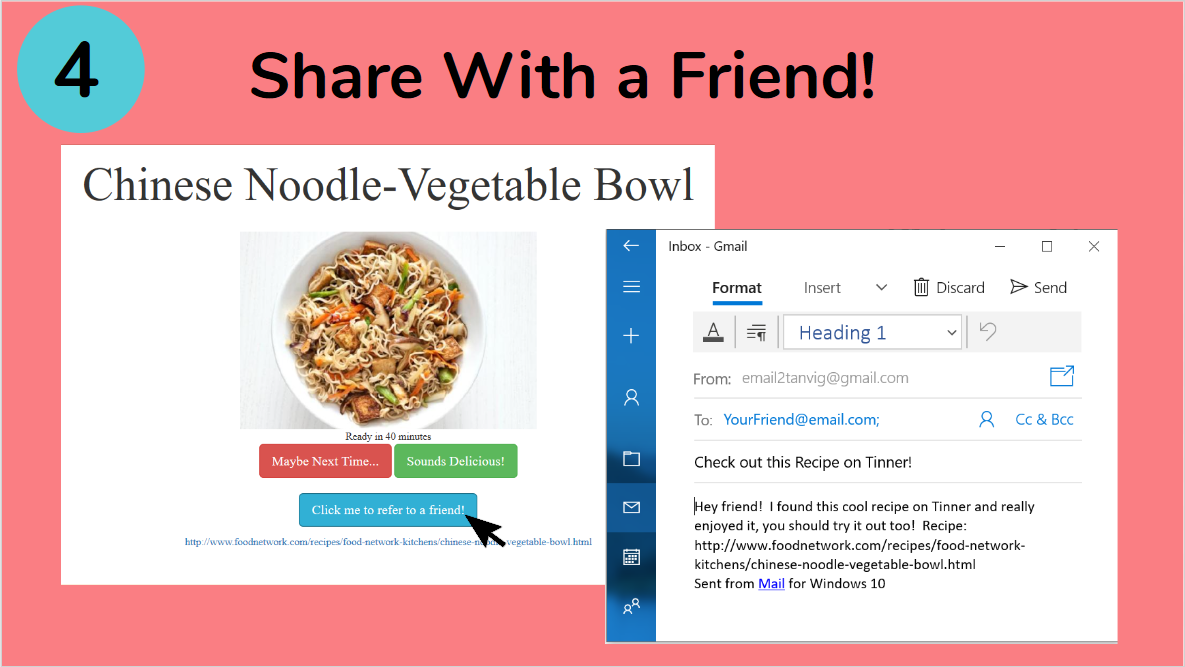 4
Share With a Friend!
Chinese Noodle-Vegetable Bowl
Ready in 40 minutes
Maybe Next Time...
Sounds Delicious!
Click me to refer to a friend!
http://www.foodnetwork.com/recipes/food-network-kitchens/chinese-noodle-vegetable-bowl.html
Inbox - Gmail
Format Insert Discard Send
A Heading 1
From: email2tanvig@gmail.com
To: YourFriend@email.com; Cc & Bcc
Check out this Recipe on Tinner!
Hey friend! I found this cool recipe on Tinner and really
enjoyed it, you should try it out too! Recipe:
http://www.foodnetwork.com/recipes/food-network-
kitchens/chinese-noodle-vegetable-bowl.html
Sent from Mail for Windows 10